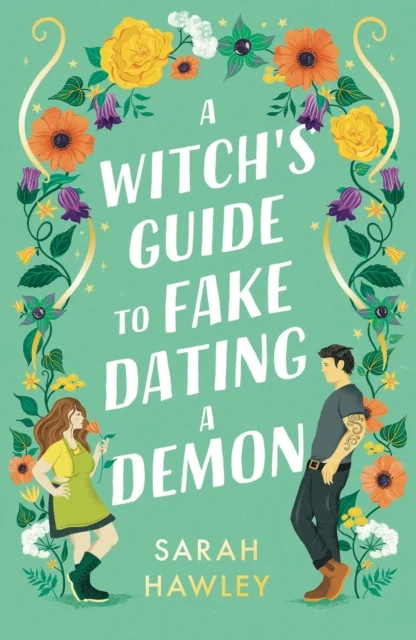 A
WITCH'S
GUIDE
TO FAKE
DATING
A
DEMON
SARAH
HAWLEY